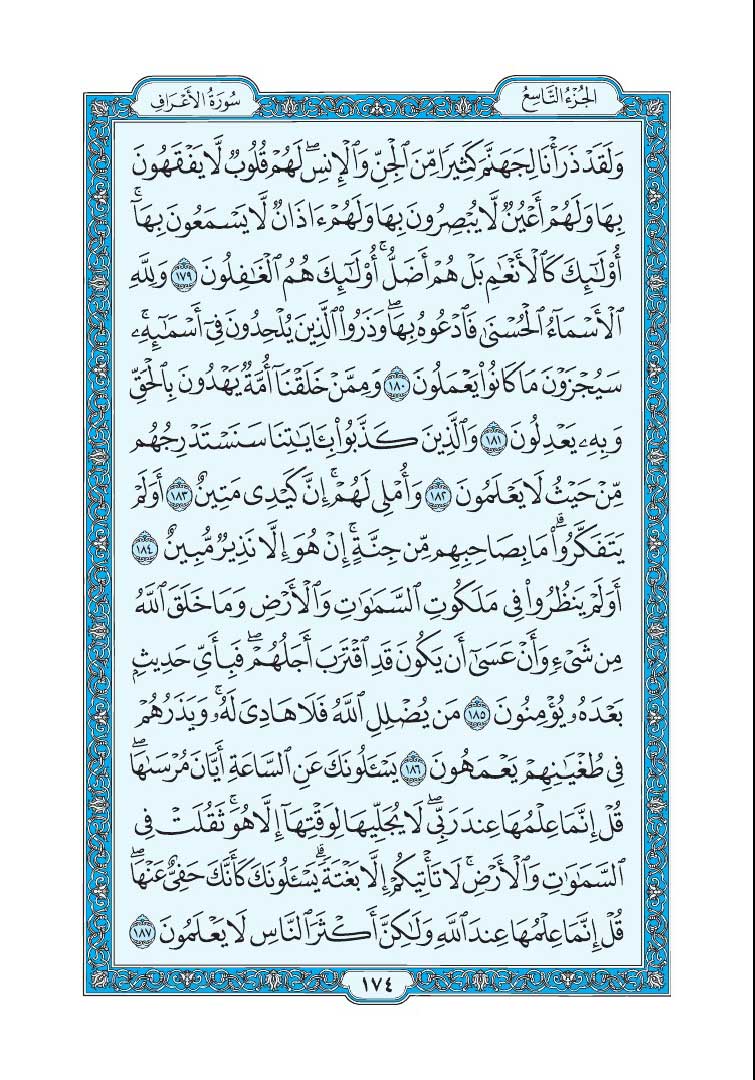 الجُزْءُ التَّاسِعُ
سُورَةُ الأَعْرَافِ
وَلَقَدْ ذَرَأْنَا لِجَهَنَّمَ كَثِيرًا مِّنَ ٱلْجِنِّ وَٱلْإِنسِ ۖ لَهُمْ قُلُوبٌ لَّا يَفْقَهُونَ
بِهَا وَلَهُمْ أَعْيُنٌ لَّا يُبْصِرُونَ بِهَا وَلَهُمْ ءَاذَانٌ لَّا يَسْمَعُونَ بِهَآ ۚ
أُو۟لَـٰٓئِكَ كَٱلْأَنْعَـٰمِ بَلْ هُمْ أَضَلُّ ۚ أُو۟لَـٰٓئِكَ هُمُ ٱلْغَـٰفِلُونَ ١٧٩ وَلِلَّهِ
ٱلْأَسْمَآءُ ٱلْحُسْنَىٰ فَٱدْعُوهُ بِهَا ۖ وَذَرُوا۟ ٱلَّذِينَ يُلْحِدُونَ فِىٓ أَسْمَـٰٓئِهِۦ ۚ
سَيُجْزَوْنَ مَا كَانُوا۟ يَعْمَلُونَ ١٨٠ وَمِمَّنْ خَلَقْنَآ أُمَّةٌ يَهْدُونَ بِٱلْحَقِّ
وَبِهِۦ يَعْدِلُونَ ١٨١ وَٱلَّذِينَ كَذَّبُوا۟ بِـَٔايَـٰتِنَا سَنَسْتَدْرِجُهُم
مِّنْ حَيْثُ لَا يَعْلَمُونَ ١٨٢ وَأُمْلِى لَهُمْ ۚ إِنَّ كَيْدِى مَتِينٌ ١٨٣ أَوَلَمْ
يَتَفَكَّرُوا۟ ۗ مَا بِصَاحِبِهِم مِّن جِنَّةٍ ۚ إِنْ هُوَ إِلَّا نَذِيرٌ مُّبِينٌ ١٨٤
أَوَلَمْ يَنظُرُوا۟ فِى مَلَكُوتِ ٱلسَّمَـٰوَٰتِ وَٱلْأَرْضِ وَمَا خَلَقَ ٱللَّهُ
مِن شَىْءٍ وَأَنْ عَسَىٰٓ أَن يَكُونَ قَدِ ٱقْتَرَبَ أَجَلُهُمْ ۖ فَبِأَىِّ حَدِيثٍۭ
بَعْدَهُۥ يُؤْمِنُونَ ١٨٥ مَن يُضْلِلِ ٱللَّهُ فَلَا هَادِىَ لَهُۥ ۚ وَيَذَرُهُمْ
فِى طُغْيَـٰنِهِمْ يَعْمَهُونَ ١٨٦ يَسْـَٔلُونَكَ عَنِ ٱلسَّاعَةِ أَيَّانَ مُرْسَىٰهَا ۖ
قُلْ إِنَّمَا عِلْمُهَا عِندَ رَبِّى ۖ لَا يُجَلِّيهَا لِوَقْتِهَآ إِلَّا هُوَ ۚ ثَقُلَتْ فِى
ٱلسَّمَـٰوَٰتِ وَٱلْأَرْضِ ۚ لَا تَأْتِيكُمْ إِلَّا بَغْتَةً ۗ يَسْـَٔلُونَكَ كَأَنَّكَ حَفِىٌّ عَنْهَا ۖ
قُلْ إِنَّمَا عِلْمُهَا عِندَ ٱللَّهِ وَلَـٰكِنَّ أَكْثَرَ ٱلنَّاسِ لَا يَعْلَمُونَ ١٨٧
١٧٤